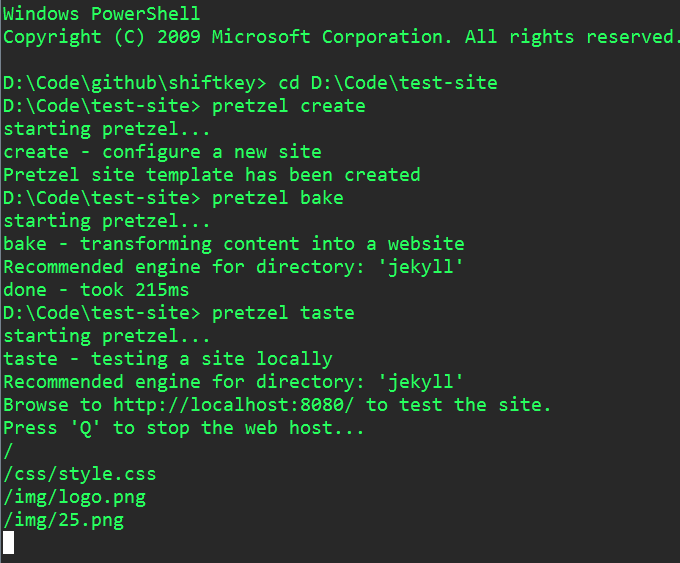 Windows PowerShell
Copyright (C) 2009 Microsoft Corporation. All rights reserved.
D:\Code\github\shiftkey> cd D:\Code\test-site
D:\Code\test-site> pretzel create
starting pretzel...
create - configure a new site
Pretzel site template has been created
D:\Code\test-site> pretzel bake
starting pretzel...
bake - transforming content into a website
Recommended engine for directory: 'jekyll'
done - took 215ms
D:\Code\test-site> pretzel taste
starting pretzel...
taste - testing a site locally
Recommended engine for directory: 'jekyll'
Browse to http://localhost:8080/ to test the site.
Press 'Q' to stop the web host...
/
/css/style.css
/img/logo.png
/img/25.png